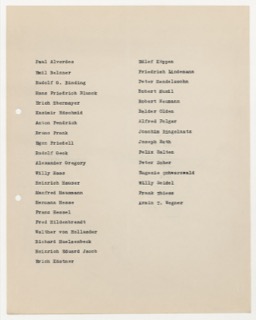 Paul Alverdes
Emil Belzner
Rudolf G. Binding
Hans Friedrich Blunck
Erich Ebermayer
Kasimir Edschmid
Anton Fendrich
Bruno Frank
Egon Friedell
Rudolf Geck
Alexander Gregory
Willy Haas
Heinrich Hauser
Manfred Hausmann
Hermann Hesse
Franz Hessel
Fred Hildenbrandt
Walther von Hollander
Richard Huelsenbeck
Heinrich Eduard Jacob
Erich Kästner
Edlef Köppen
Friedrich Lindemann
Peter Mendelssohn
Robert Musil
Robert Neumann
Balder Olden
Alfred Polgar
Joachim Ringelnatz
Joseph Roth
Felix Salten
Peter
Eugenie Schwarzwald
Willy Seidel
Frank Thiess
Armin T. Wegner